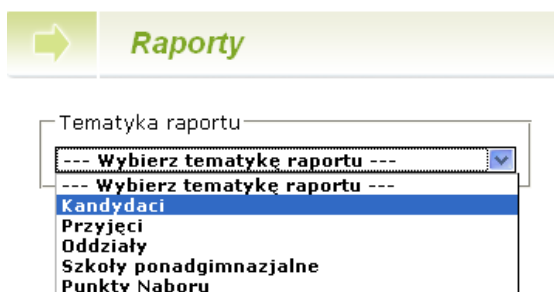 Raporty
Tematyka raportu
--- Wybierz tematykę raportu ---
--- Wybierz tematykę raportu ---
Kandydaci
Przyjęci
Oddziały
Szkoły ponadgimnazjalne
Punkty Naboru